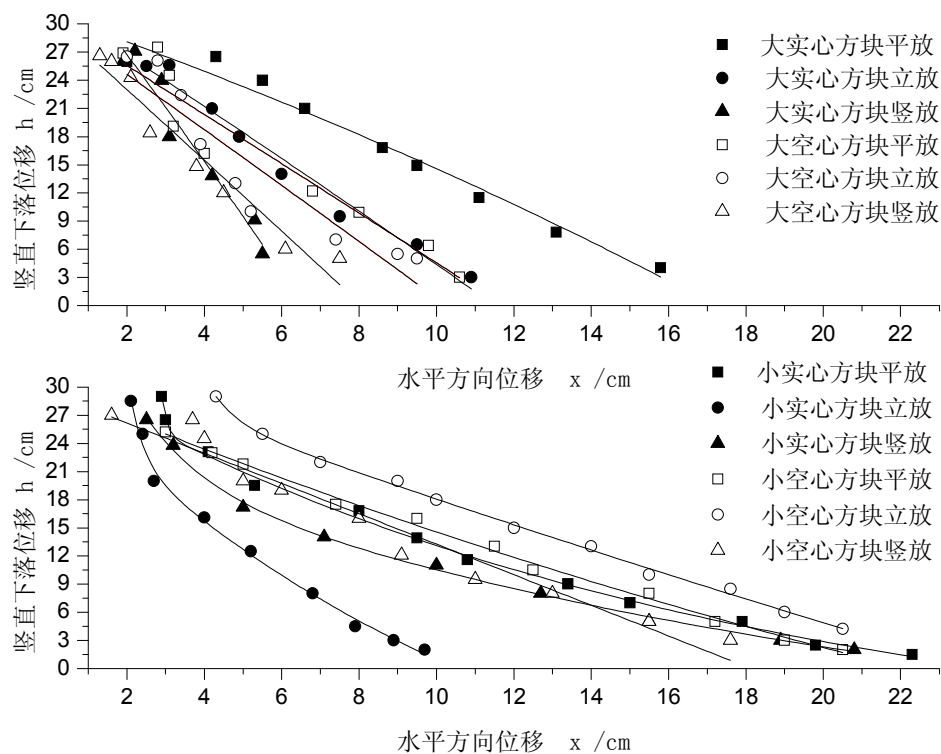 30
27
24
21
18
15
12
9
6
3
0
竖直下落位移 h /cm
2 4 6 8 10 12 14 16 18 20 22
水平方向位移 x /cm
大实心方块平放
大实心方块立放
大实心方块竖放
大空心方块平放
大空心方块立放
大空心方块竖放
30
27
24
21
18
15
12
9
6
3
0
竖直下落位移 h /cm
2 4 6 8 10 12 14 16 18 20 22
水平方向位移 x /cm
小实心方块平放
小实心方块立放
小实心方块竖放
小空心方块平放
小空心方块立放
小空心方块竖放